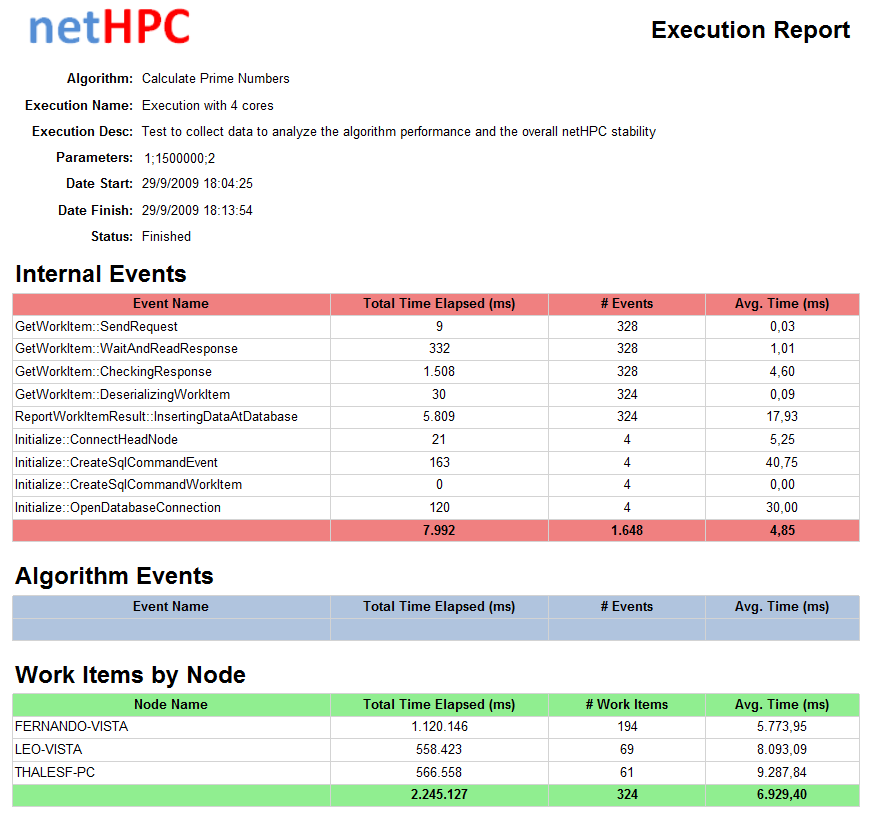 netHPC
Execution Report
Algorithm: Calculate Prime Numbers
Execution Name: Execution with 4 cores
Execution Desc: Test to collect data to analyze the algorithm performance and the overall netHPC stability
Parameters: 1;1500000;2
Date Start: 29/9/2009 18:04:25
Date Finish: 29/9/2009 18:13:54
Status: Finished
Internal Events
Event Name Total Time Elapsed (ms) # Events Avg. Time (ms)
GetWorkItem::SendRequest 9 328 0,03
GetWorkItem::WaitAndReadResponse 332 328 1,01
GetWorkItem::CheckingResponse 1.508 328 4,60
GetWorkItem::DeserializingWorkItem 30 324 0,09
ReportWorkItemResult::InsertingDataAtDatabase 5.809 324 17,93
Initialize::ConnectHeadNode 21 4 5,25
Initialize::CreateSqlCommandEvent 163 4 40,75
Initialize::CreateSqlCommandWorkItem 0 4 0,00
Initialize::OpenDatabaseConnection 120 4 30,00
7.992 1.648 4,85
Algorithm Events
Event Name Total Time Elapsed (ms) # Events Avg. Time (ms)
Work Items by Node
Node Name Total Time Elapsed (ms) # Work Items Avg. Time (ms)
FERNANDO-VISTA 1.120.146 194 5.773,95
LEO-VISTA 558.423 69 8.093,09
THALESF-PC 566.558 61 9.287,84
2.245.127 324 6.929,40